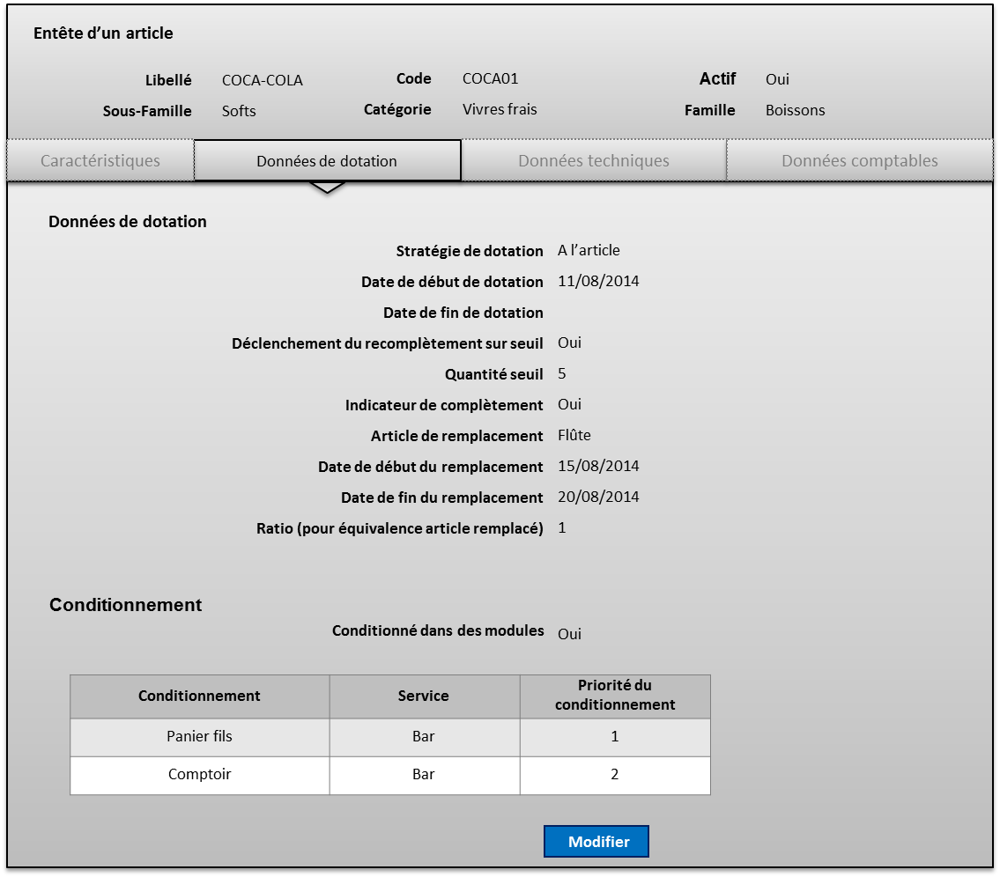 Entête d’un article
Libellé COCA-COLA Code COCA01 Actif Oui
Sous-Famille Softs Catégorie Vivres frais Famille Boissons
Caractéristiques Données de dotation Données techniques Données comptables
Données de dotation
Stratégie de dotation A l’article
Date de début de dotation 11/08/2014
Date de fin de dotation
Déclenchement du recomplètement sur seuil Oui
Quantité seuil 5
Indicateur de complètement Oui
Article de remplacement Flûte
Date de début du remplacement 15/08/2014
Date de fin du remplacement 20/08/2014
Ratio (pour équivalence article remplacé) 1
Conditionnement
Conditionné dans des modules Oui
Conditionnement Service Priorité du
conditionnement
Panier fils Bar 1
Comptoir Bar 2
Modifier